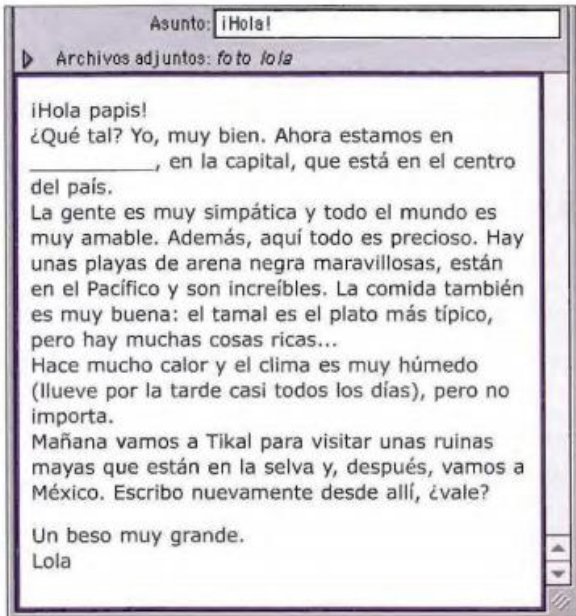 Asunto: ¡Hola!
Archivos adjuntos: foto lola
¡Hola papis!
¿Qué tal? Yo, muy bien. Ahora estamos en
__________, en la capital, que está en el centro
del país.
La gente es muy simpática y todo el mundo es
muy amable. Además, aquí todo es precioso. Hay
unas playas de arena negra maravillosas, están
en el Pacífico y son increíbles. La comida también
es muy buena: el tamal es el plato más típico,
pero hay muchas cosas ricas...
Hace mucho calor y el clima es muy húmedo
(llueve por la tarde casi todos los días), pero no
importa.
Mañana vamos a Tikal para visitar unas ruinas
mayas que están en la selva y, después, vamos a
México. Escribo nuevamente desde allí, ¿vale?
Un beso muy grande.
Lola